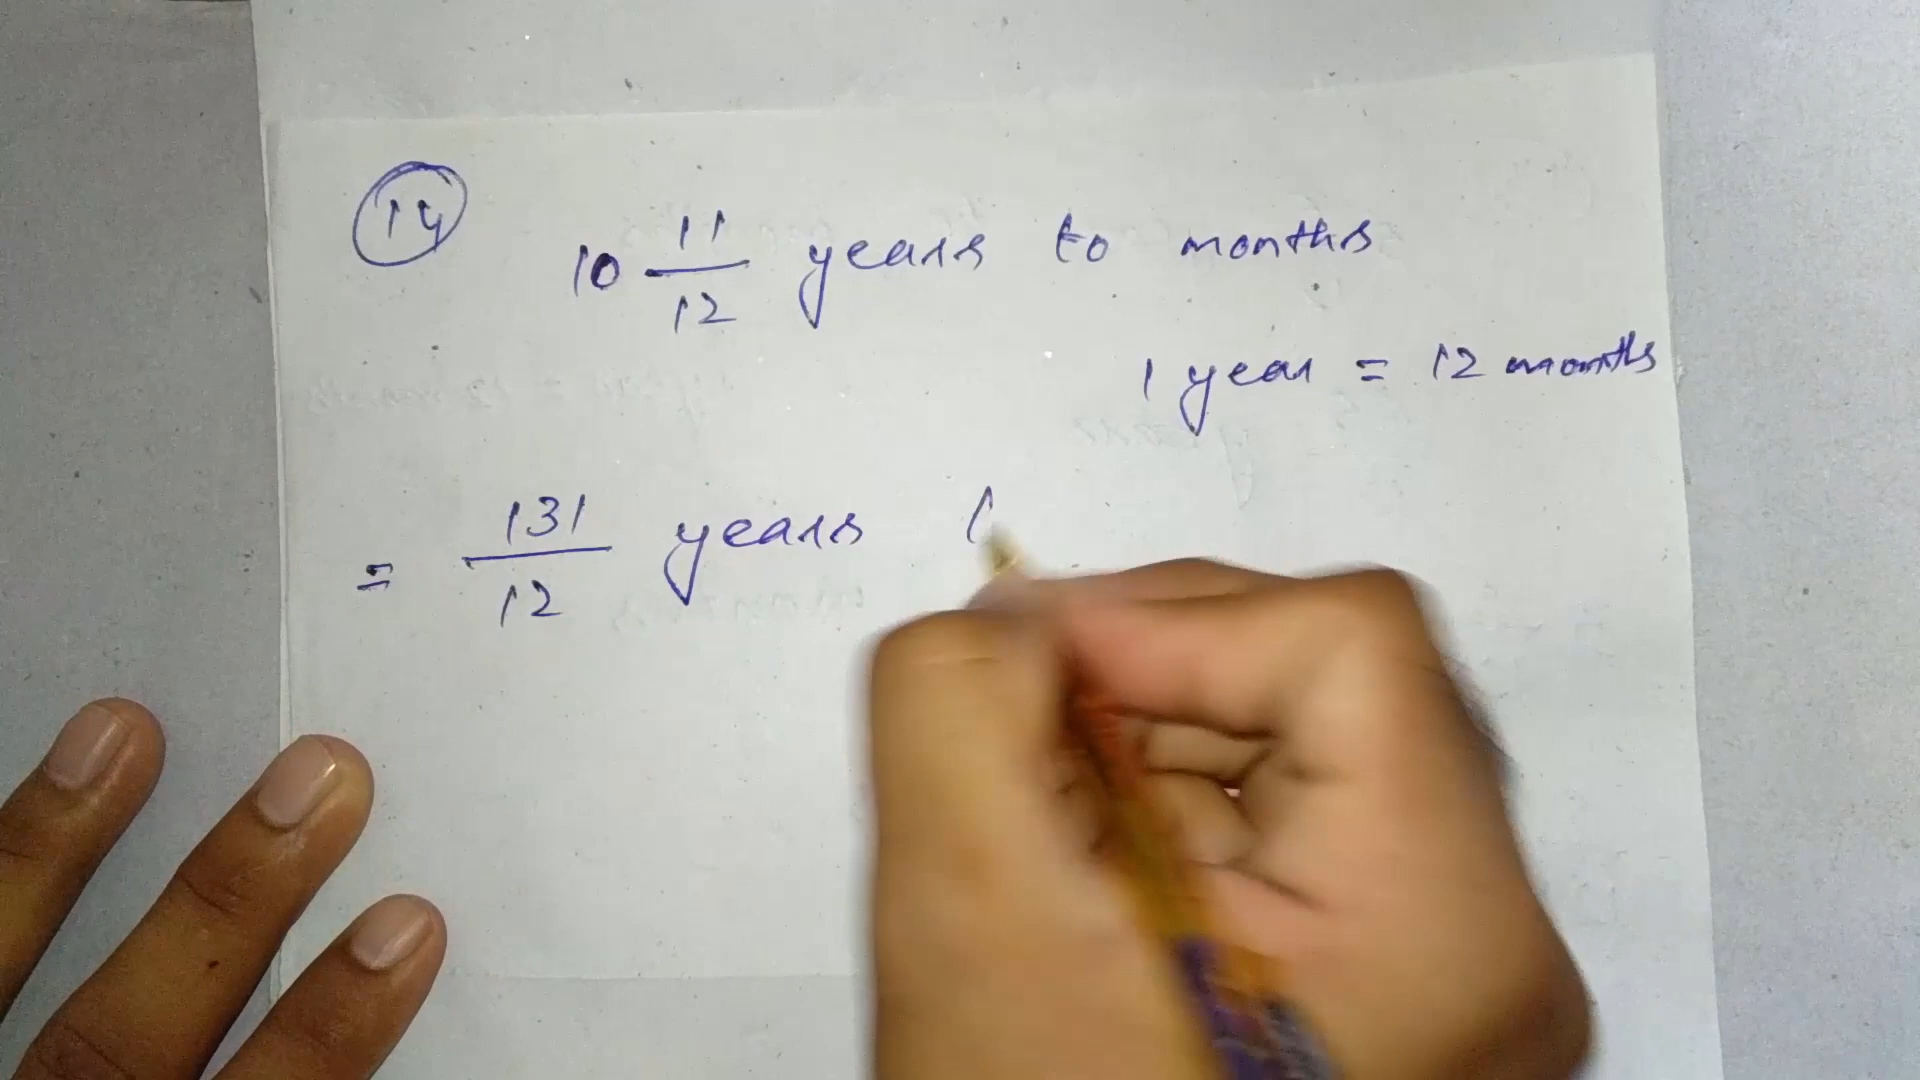 14
10 11/12 years to months
1 year = 12 months
= 131/12 years (